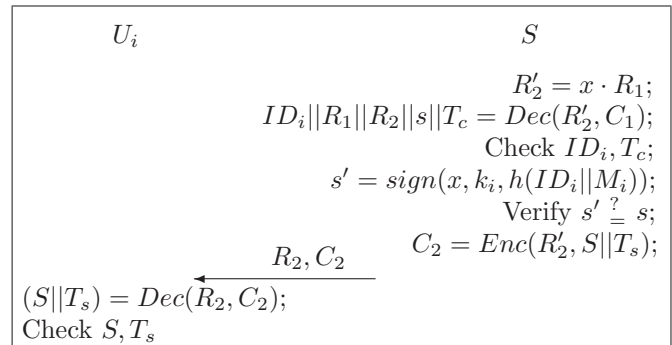 U_i S
R'_2 = x · R_1;
ID_i||R_1||R_2||s||T_c = Dec(R'_2, C_1);
Check ID_i, T_c;
s' = sign(x, k_i, h(ID_i||M_i));
Verify s' ?= s;
C_2 = Enc(R'_2, S||T_s);
R_2, C_2
(S||T_s) = Dec(R_2, C_2);
Check S, T_s